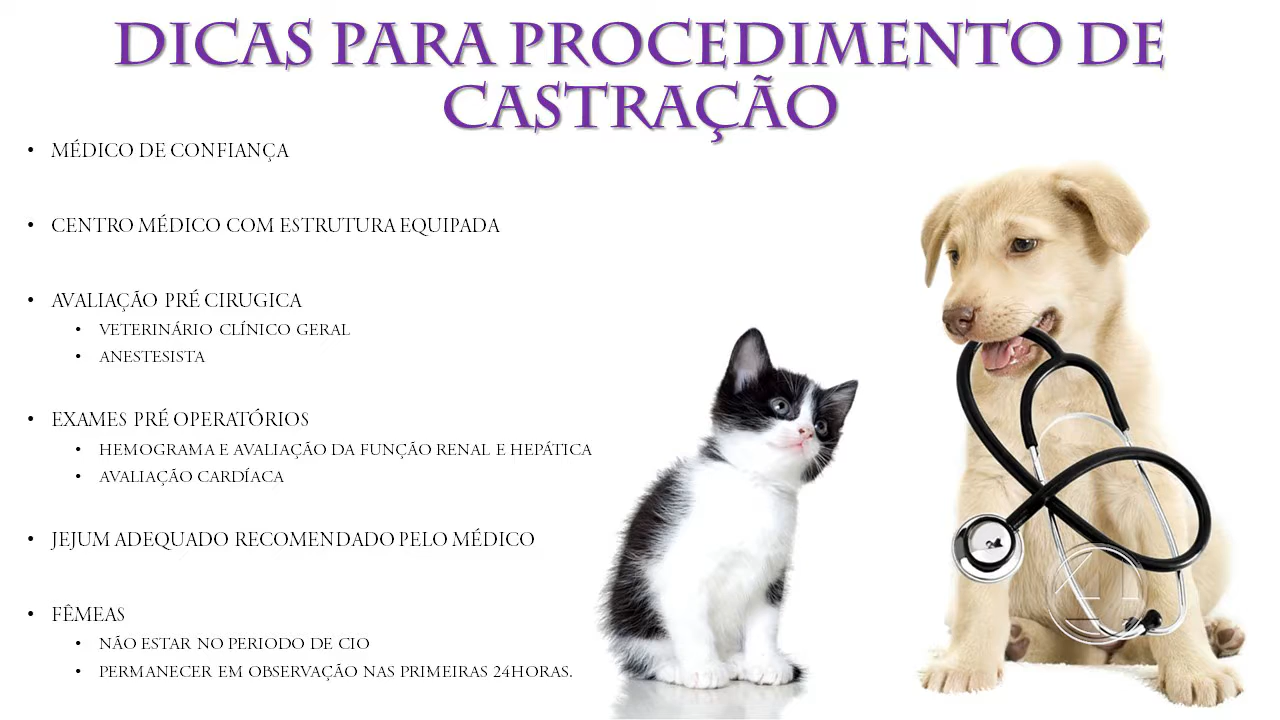 DICAS PARA PROCEDIMENTO DE
CASTRAÇÃO
• MÉDICO DE CONFIANÇA
• CENTRO MÉDICO COM ESTRUTURA EQUIPADA
• AVALIAÇÃO PRÉ CIRUGICA
• VETERINÁRIO CLÍNICO GERAL
• ANESTESISTA
• EXAMES PRÉ OPERATÓRIOS
• HEMOGRAMA E AVALIAÇÃO DA FUNÇÃO RENAL E HEPÁTICA
• AVALIAÇÃO CARDÍACA
• JEJUM ADEQUADO RECOMENDADO PELO MÉDICO
• FÊMEAS
• NÃO ESTAR NO PERIODO DE CIO
• PERMANECER EM OBSERVAÇÃO NAS PRIMEIRAS 24HORAS.